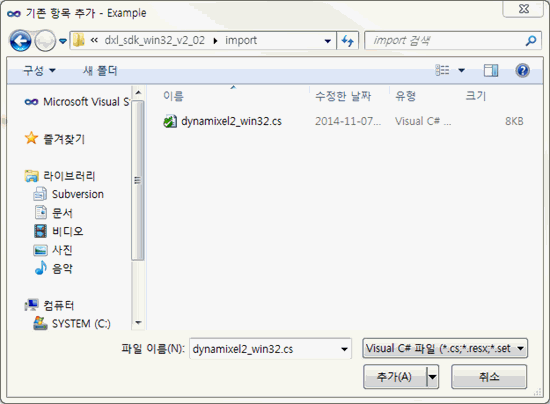 기존 항목 추가 - Example
« dxl_sdk_win32_v2_02 ▸ import
import 검색
구성 ▾ 새 폴더
이름 수정한 날짜 유형 크기
Microsoft Visual S
dynamixel2_win32.cs 2014-11-07... Visual C# ... 8KB
즐겨찾기
라이브러리
Subversion
문서
비디오
사진
음악
컴퓨터
SYSTEM (C:)
파일 이름(N): dynamixel2_win32.cs Visual C# 파일 (*.cs;*.resx;*.set
추가(A) 취소